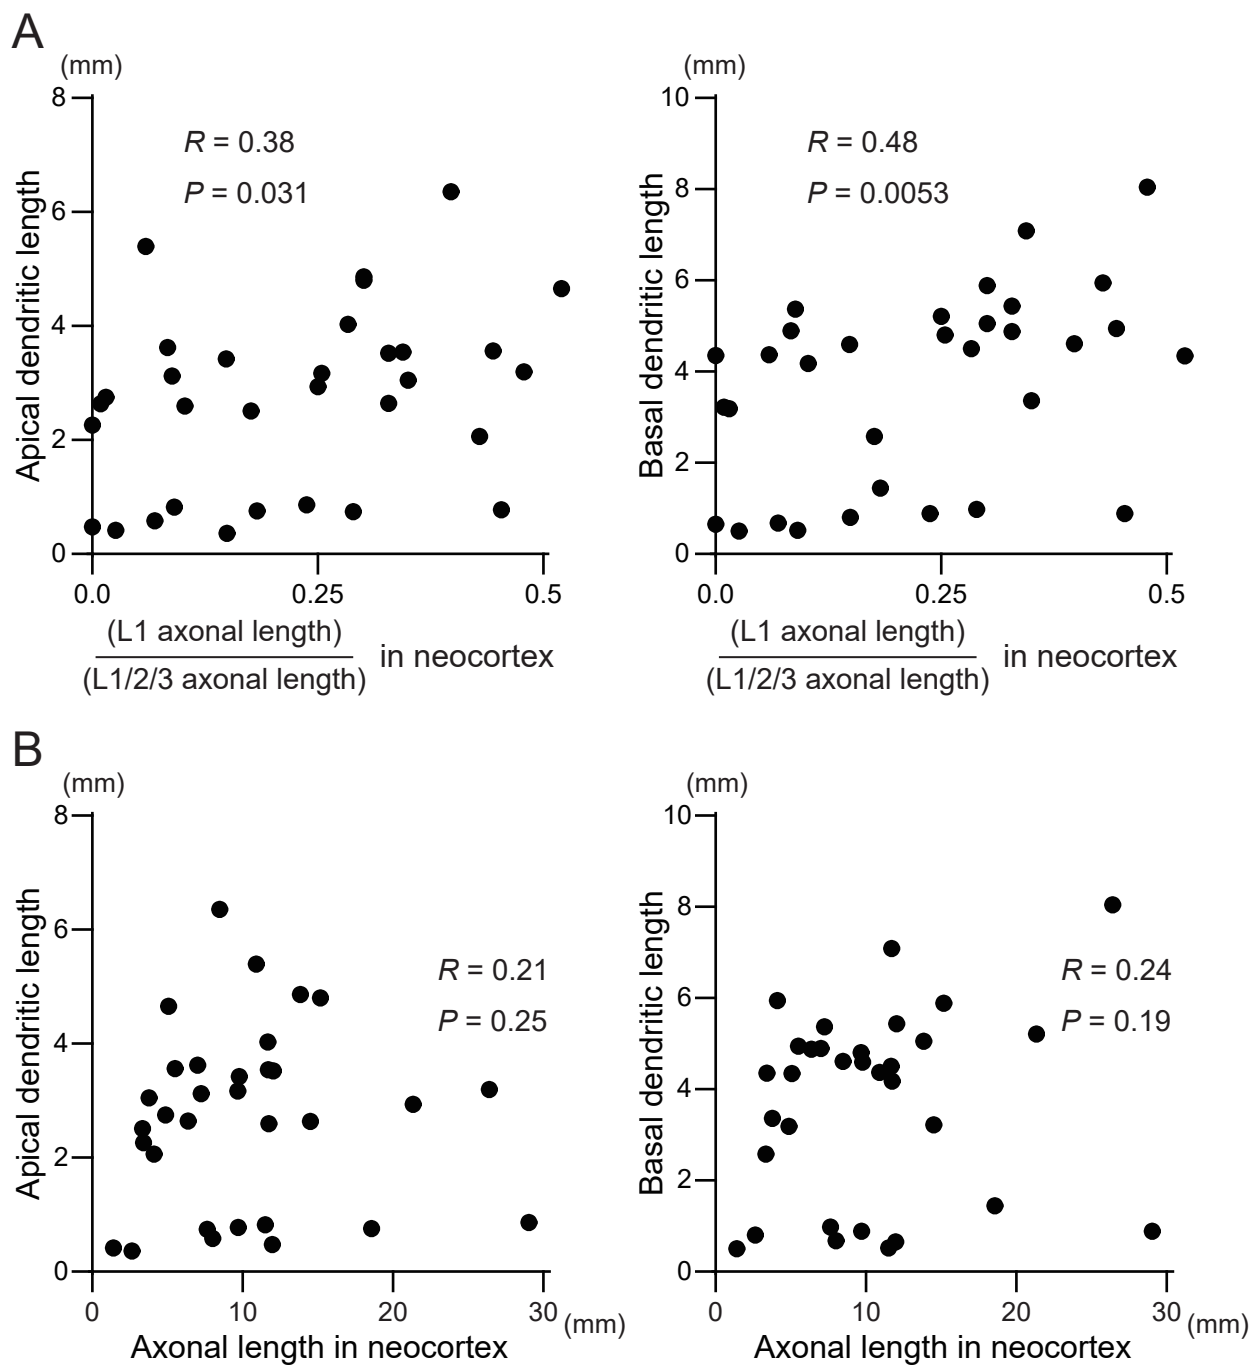 A
(mm)
8
6
4
2
0
Apical dendritic length
R = 0.38
P = 0.031
0.0
0.25
0.5
(L1 axonal length)
(L1/2/3 axonal length)
in neocortex
(mm)
10
8
6
4
2
0
Basal dendritic length
R = 0.48
P = 0.0053
0.0
0.25
0.5
(L1 axonal length)
(L1/2/3 axonal length)
in neocortex
B
(mm)
8
6
4
2
0
Apical dendritic length
R = 0.21
P = 0.25
0
10
20
30
(mm)
Axonal length in neocortex
(mm)
10
8
6
4
2
0
Basal dendritic length
R = 0.24
P = 0.19
0
10
20
30
(mm)
Axonal length in neocortex